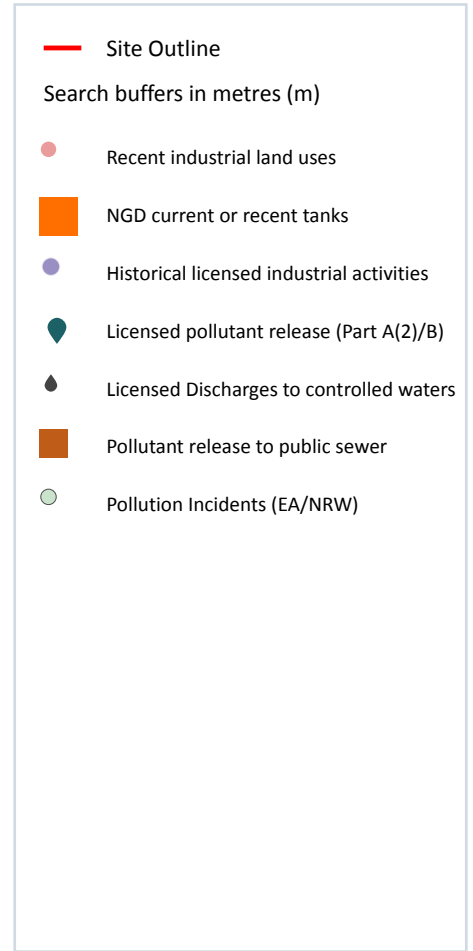 Site Outline
Search buffers in metres (m)
Recent industrial land uses
NGD current or recent tanks
Historical licensed industrial activities
Licensed pollutant release (Part A(2)/B)
Licensed Discharges to controlled waters
Pollutant release to public sewer
Pollution Incidents (EA/NRW)